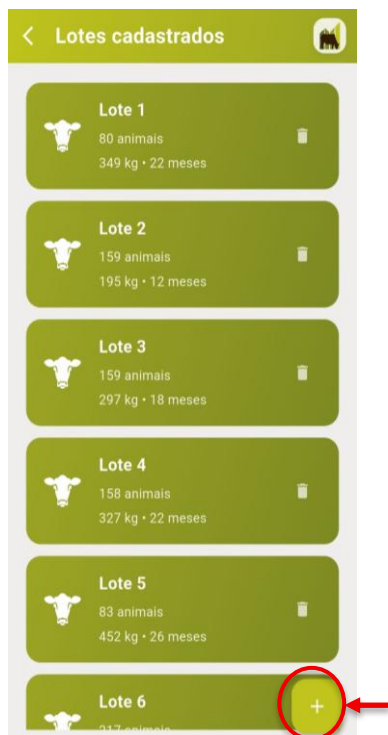 Lotes cadastrados
Lote 1
80 animais
349 kg • 22 meses
Lote 2
159 animais
195 kg • 12 meses
Lote 3
159 animais
297 kg • 18 meses
Lote 4
158 animais
327 kg • 22 meses
Lote 5
83 animais
452 kg • 26 meses
Lote 6
217 animais
+